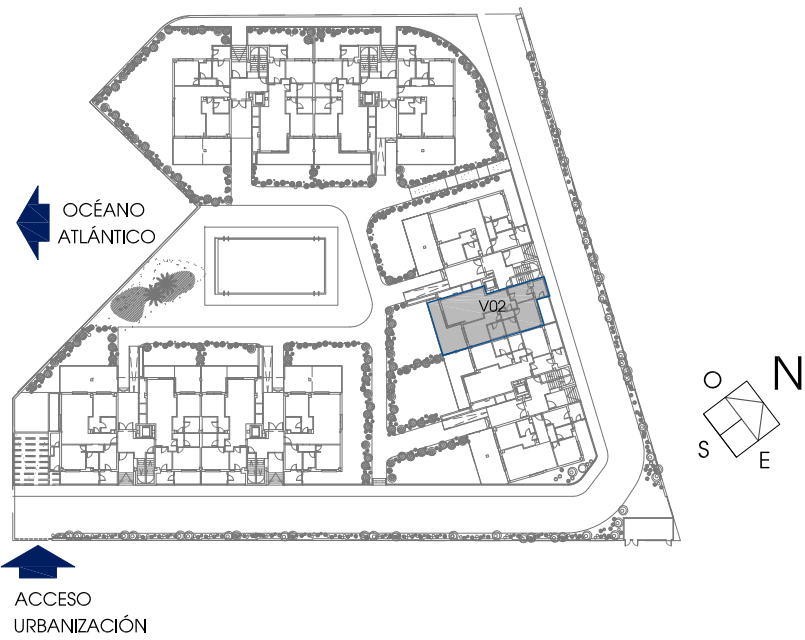 OCÉANO
ATLÁNTICO
V02
N
O
S
E
ACCESO
URBANIZACIÓN